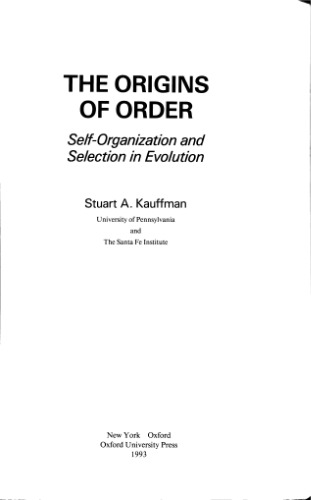 THE ORIGINS
OF ORDER
Self-Organization and
Selection in Evolution
Stuart A. Kauffman
University of Pennsylvania
and
The Santa Fe Institute
New York Oxford
Oxford University Press
1993